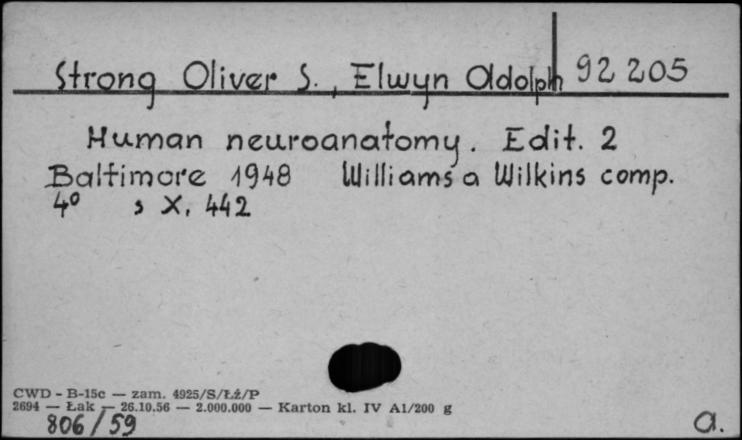 Strong Oliver S., Elwyn Adolph 92 205
Human neuroanatomy. Edit. 2
Baltimore 1948 Williams a Wilkins comp.
4° s X, 442
CWD - B-15c — zam. 4925/S/Łż/P
2694 — Łak — 26.10.56 — 2.000.000 — Karton kl. IV A1/200 g
806/59
a.